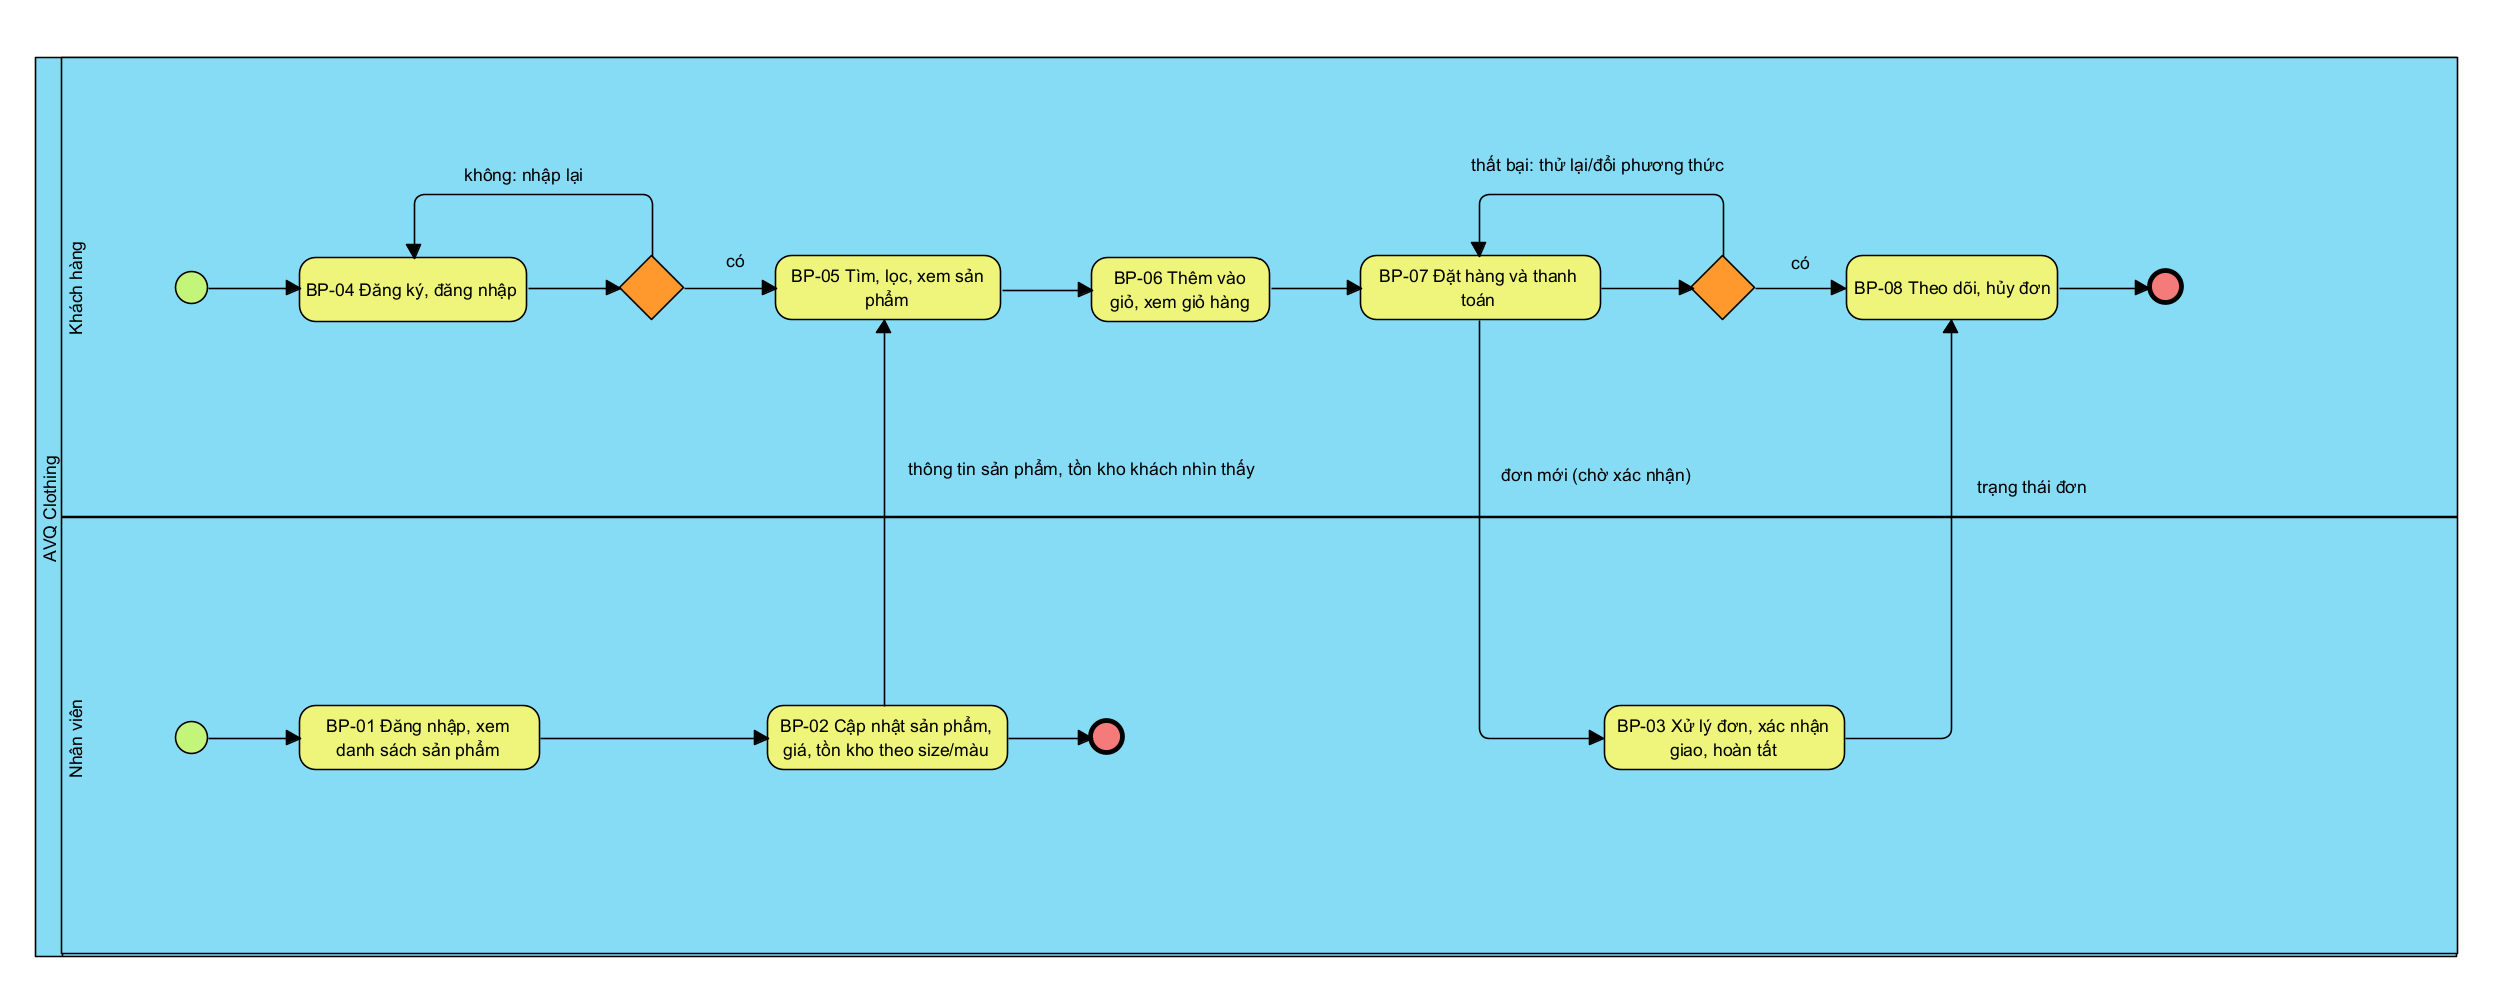 AVQ Clothing
Khách hàng
không: nhập lại
thất bại: thử lại/đổi phương thức
BP-04 Đăng ký, đăng nhập
có
BP-05 Tìm, lọc, xem sản
phẩm
BP-06 Thêm vào
giỏ, xem giỏ hàng
BP-07 Đặt hàng và thanh
toán
có
BP-08 Theo dõi, hủy đơn
thông tin sản phẩm, tồn kho khách nhìn thấy
đơn mới (chờ xác nhận)
trạng thái đơn
Nhân viên
BP-01 Đăng nhập, xem
danh sách sản phẩm
BP-02 Cập nhật sản phẩm,
giá, tồn kho theo size/màu
BP-03 Xử lý đơn, xác nhận
giao, hoàn tất